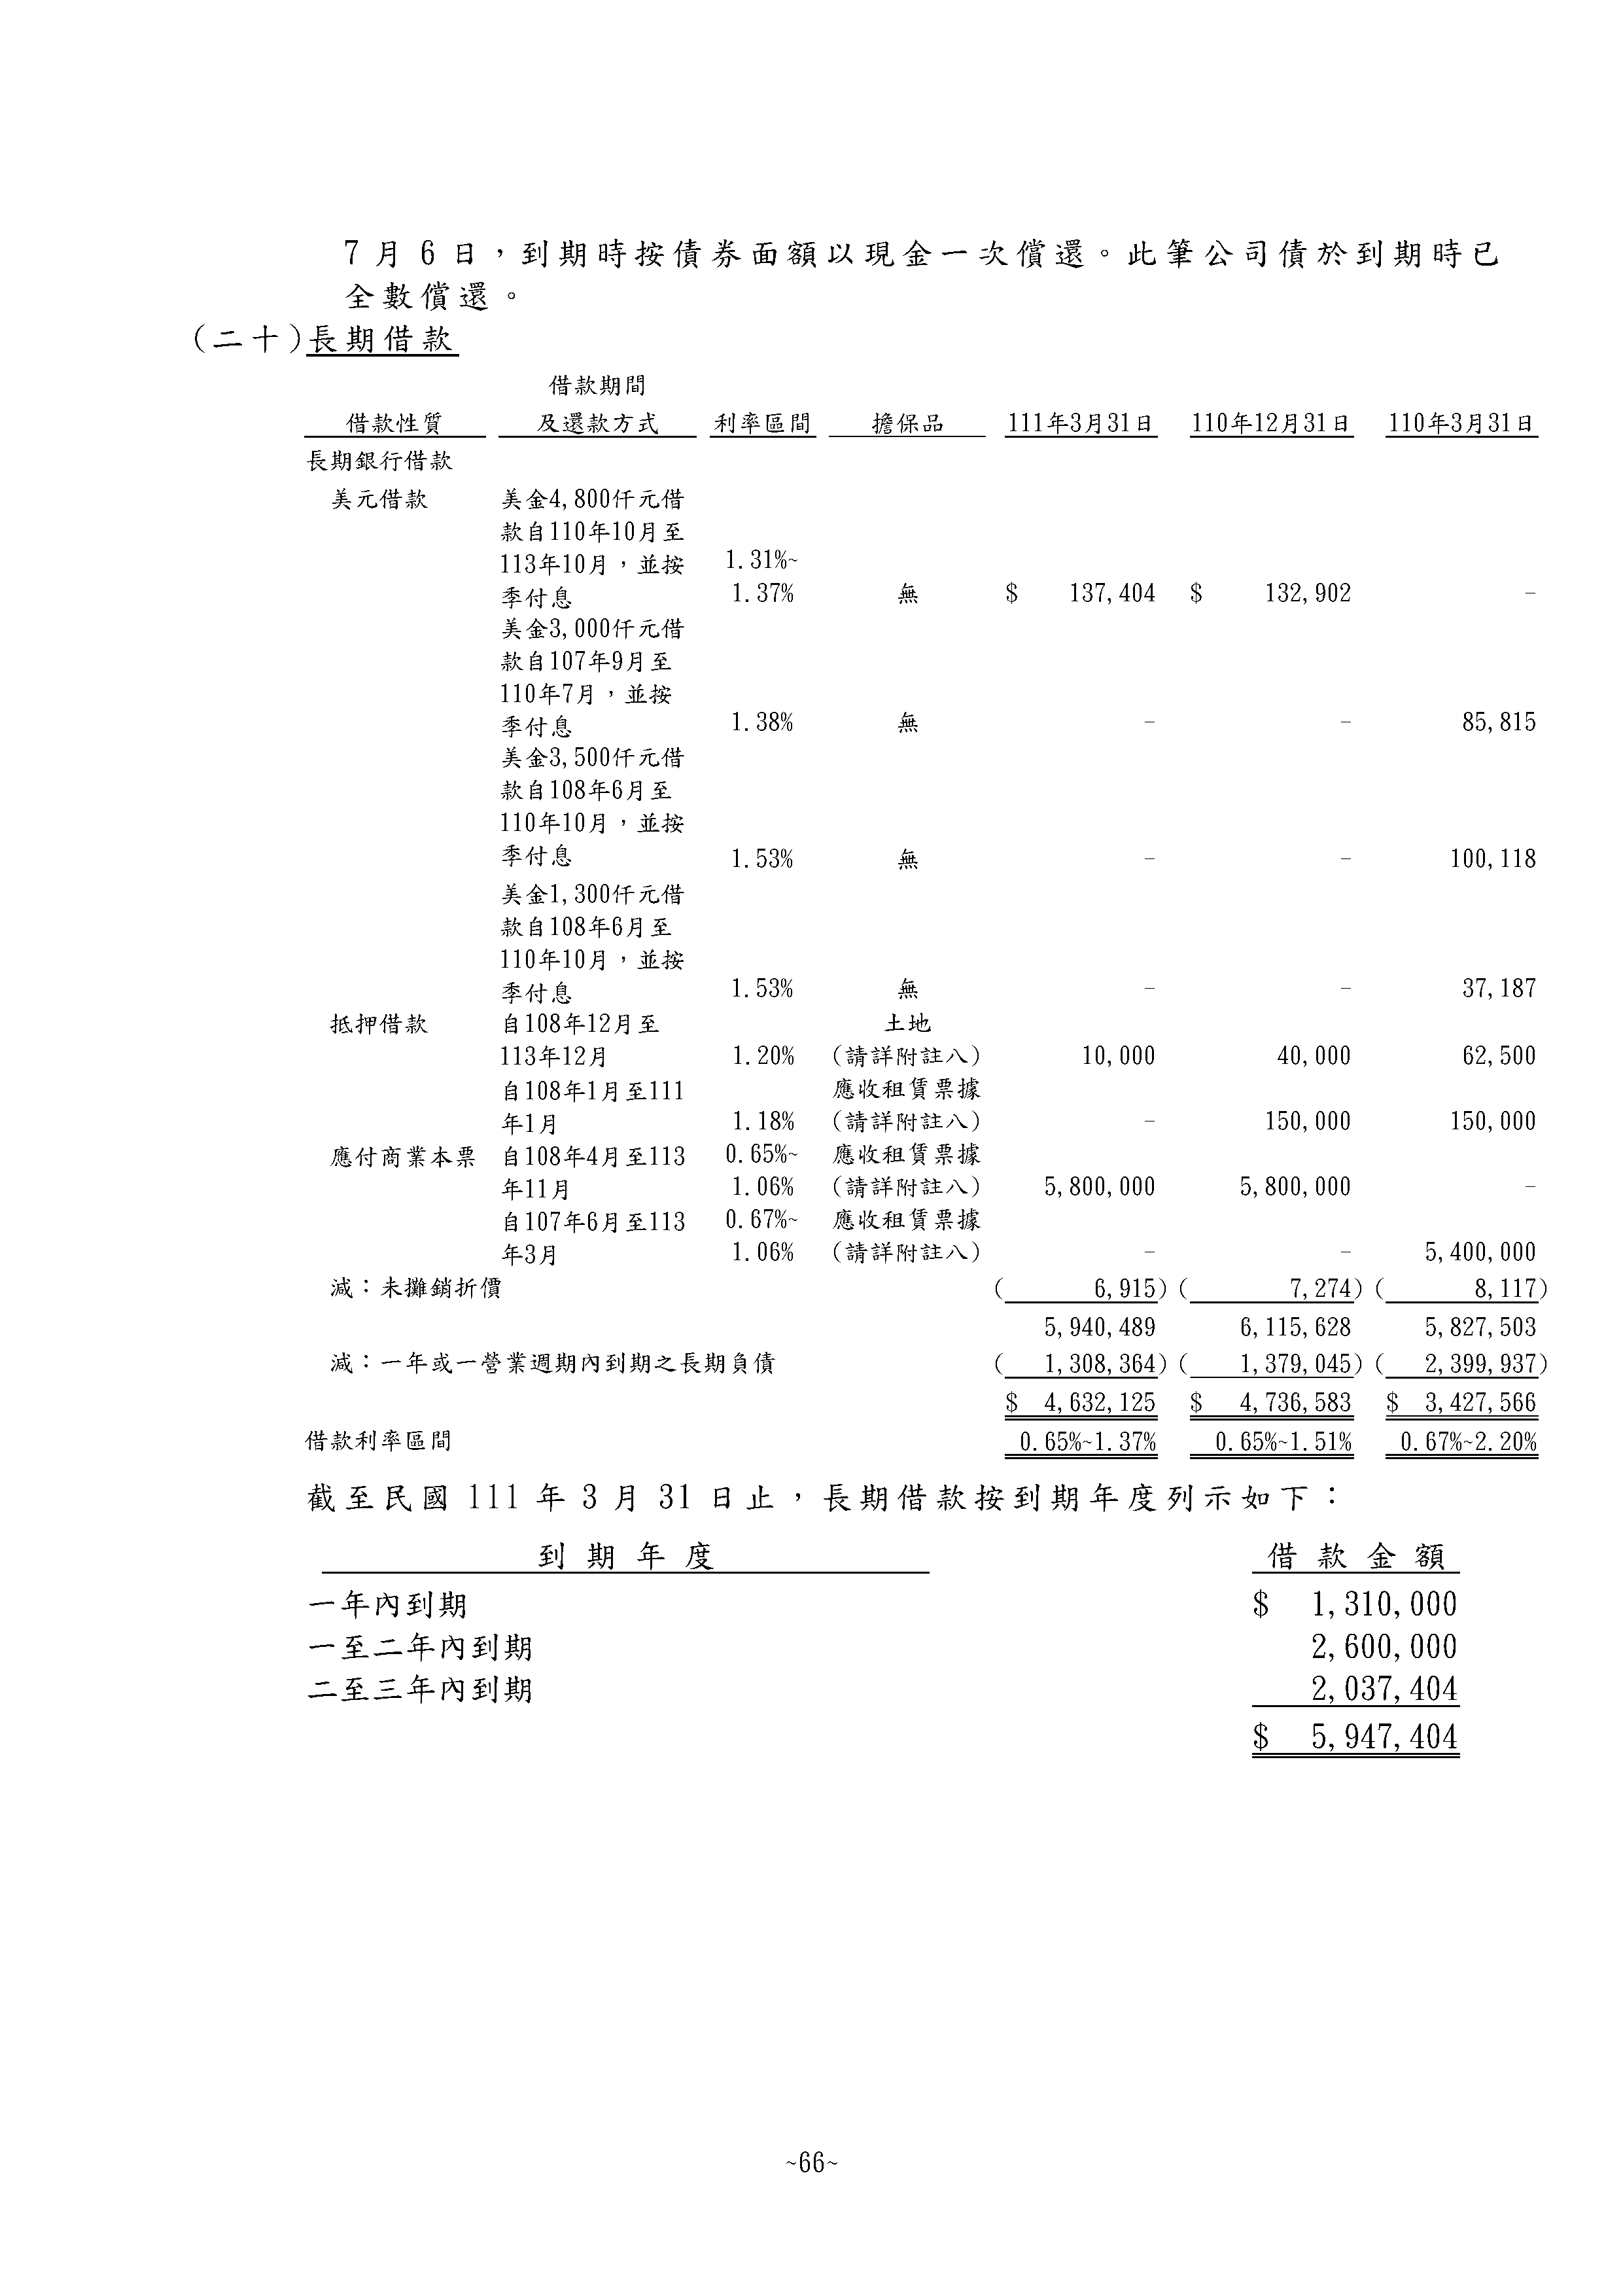 7 月 6 日，到期時按債券面額以現金一次償還。此筆公司債於到期時已
全數償還。
(二十)長期借款
借款期間
借款性質 及還款方式 利率區間 擔保品 111年3月31日 110年12月31日 110年3月31日
長期銀行借款
美元借款 美金4,800仟元借
款自110年10月至
113年10月，並按 1.31%~
季付息 1.37% 無 $ 137,404 $ 132,902 -
美金3,000仟元借
款自107年9月至
110年7月，並按
季付息 1.38% 無 - - 85,815
美金3,500仟元借
款自108年6月至
110年10月，並按
季付息 1.53% 無 - - 100,118
美金1,300仟元借
款自108年6月至
110年10月，並按
季付息 1.53% 無 - - 37,187
抵押借款 自108年12月至 土地
113年12月 1.20% (請詳附註八) 10,000 40,000 62,500
自108年1月至111 應收租賃票據
年1月 1.18% (請詳附註八) - 150,000 150,000
應付商業本票 自108年4月至113 0.65%~ 應收租賃票據
年11月 1.06% (請詳附註八) 5,800,000 5,800,000 -
自107年6月至113 0.67%~ 應收租賃票據
年3月 1.06% (請詳附註八) - - 5,400,000
減：未攤銷折價 ( 6,915) ( 7,274) ( 8,117)
5,940,489 6,115,628 5,827,503
減：一年或一營業週期內到期之長期負債 ( 1,308,364) ( 1,379,045) ( 2,399,937)
$ 4,632,125 $ 4,736,583 $ 3,427,566
借款利率區間 0.65%~1.37% 0.65%~1.51% 0.67%~2.20%
截至民國 111 年 3 月 31 日止，長期借款按到期年度列示如下：
到期年度 借款金額
一年內到期 $ 1,310,000
一至二年內到期 2,600,000
二至三年內到期 2,037,404
$ 5,947,404
~66~